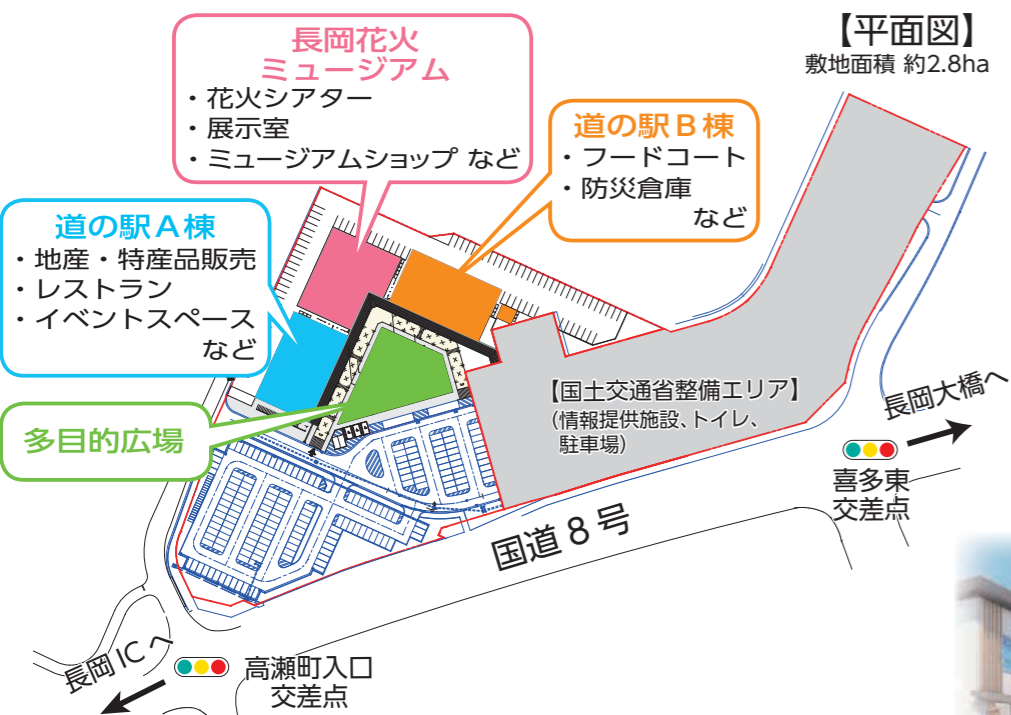 【平面図】
敷地面積 約2.8ha
長岡花火
ミュージアム
・花火シアター
・展示室
・ミュージアムショップ など
道の駅B棟
・フードコート
・防災倉庫
など
道の駅A棟
・地産・特産品販売
・レストラン
・イベントスペース
など
多目的広場
【国土交通省整備エリア】
（情報提供施設、トイレ、
駐車場）
長岡大橋へ
喜多東
交差点
国道8号
長岡ICへ
高瀬町入口
交差点